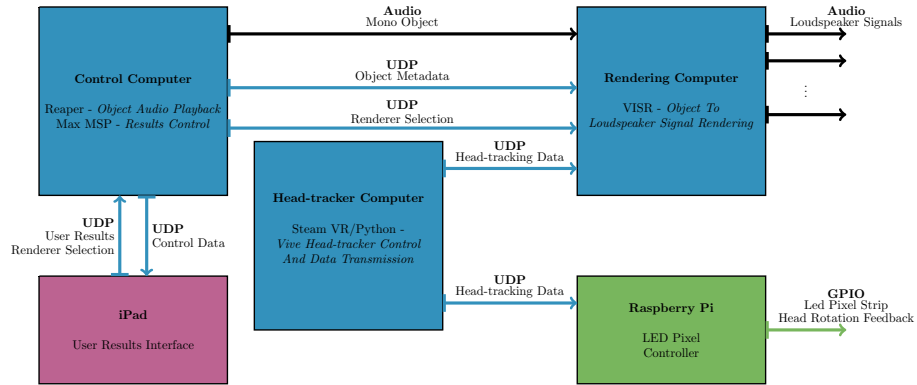 Control Computer
Reaper - Object Audio Playback
Max MSP - Results Control
Audio
Mono Object
UDP
Object Metadata
UDP
Renderer Selection
Rendering Computer
VISR - Object To
Loudspeaker Signal Rendering
Audio
Loudspeaker Signals
⋮
Head-tracker Computer
Steam VR/Python -
Vive Head-tracker Control
And Data Transmission
UDP
Head-tracking Data
UDP
User Results
Renderer Selection
UDP
Control Data
UDP
Head-tracking Data
iPad
User Results Interface
Raspberry Pi
LED Pixel
Controller
GPIO
Led Pixel Strip
Head Rotation Feedback